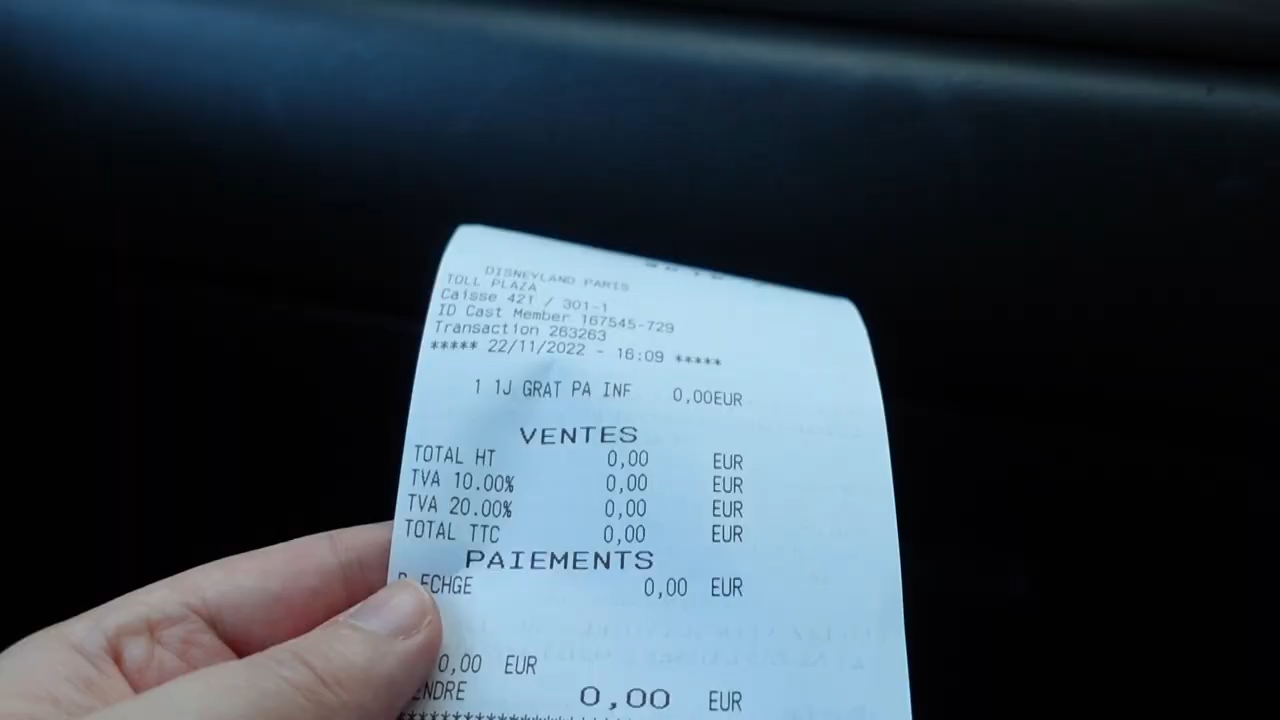 DISNEYLAND PARIS
TOLL PLAZA
Caisse 421 / 301-1
ID Cast Member 167545-729
Transaction 263263
***** 22/11/2022 - 16:09 *****
1 1J GRAT PA INF 0,00EUR
VENTES
TOTAL HT 0,00 EUR
TVA 10.00% 0,00 EUR
TVA 20.00% 0,00 EUR
TOTAL TTC 0,00 EUR
PAIEMENTS
ECHGE 0,00 EUR
0,00 EUR
ENDRE 0,00 EUR